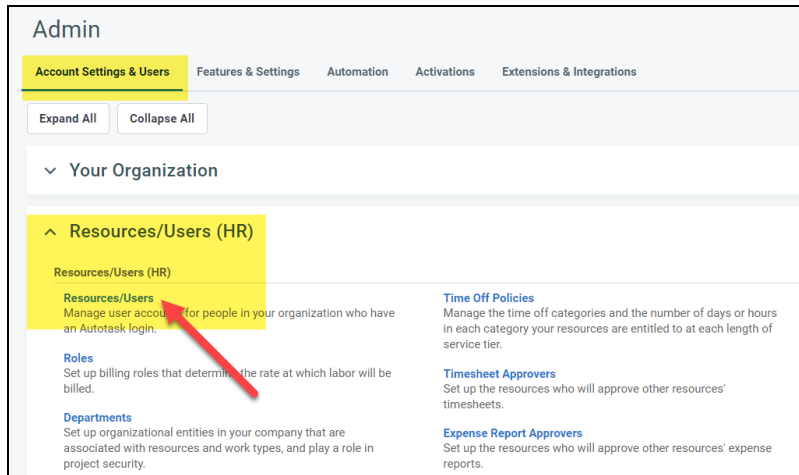 Admin
Account Settings & Users
Features & Settings
Automation
Activations
Extensions & Integrations
Expand All
Collapse All
Your Organization
Resources/Users (HR)
Resources/Users (HR)
Resources/Users
Manage user accounts for people in your organization who have
an Autotask login.
Roles
Set up billing roles that determine the rate at which labor will be
billed.
Departments
Set up organizational entities in your company that are
associated with resources and work types, and play a role in
project security.
Time Off Policies
Manage the time off categories and the number of days or hours
in each category your resources are entitled to at each length of
service tier.
Timesheet Approvers
Set up the resources who will approve other resources'
timesheets.
Expense Report Approvers
Set up the resources who will approve other resources' expense
reports.